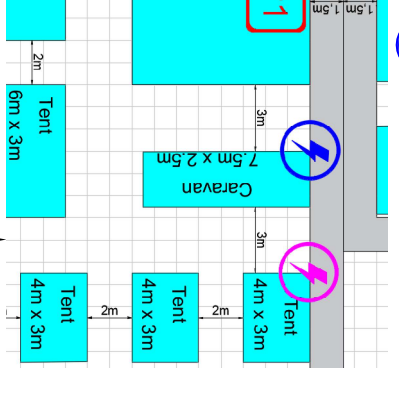 1
1,5m
1,5m
2m
Tent
6m x 3m
3m
7.5m x 2.5m
Caravan
3m
Tent
4m x 3m
2m
Tent
4m x 3m
2m
Tent
4m x 3m